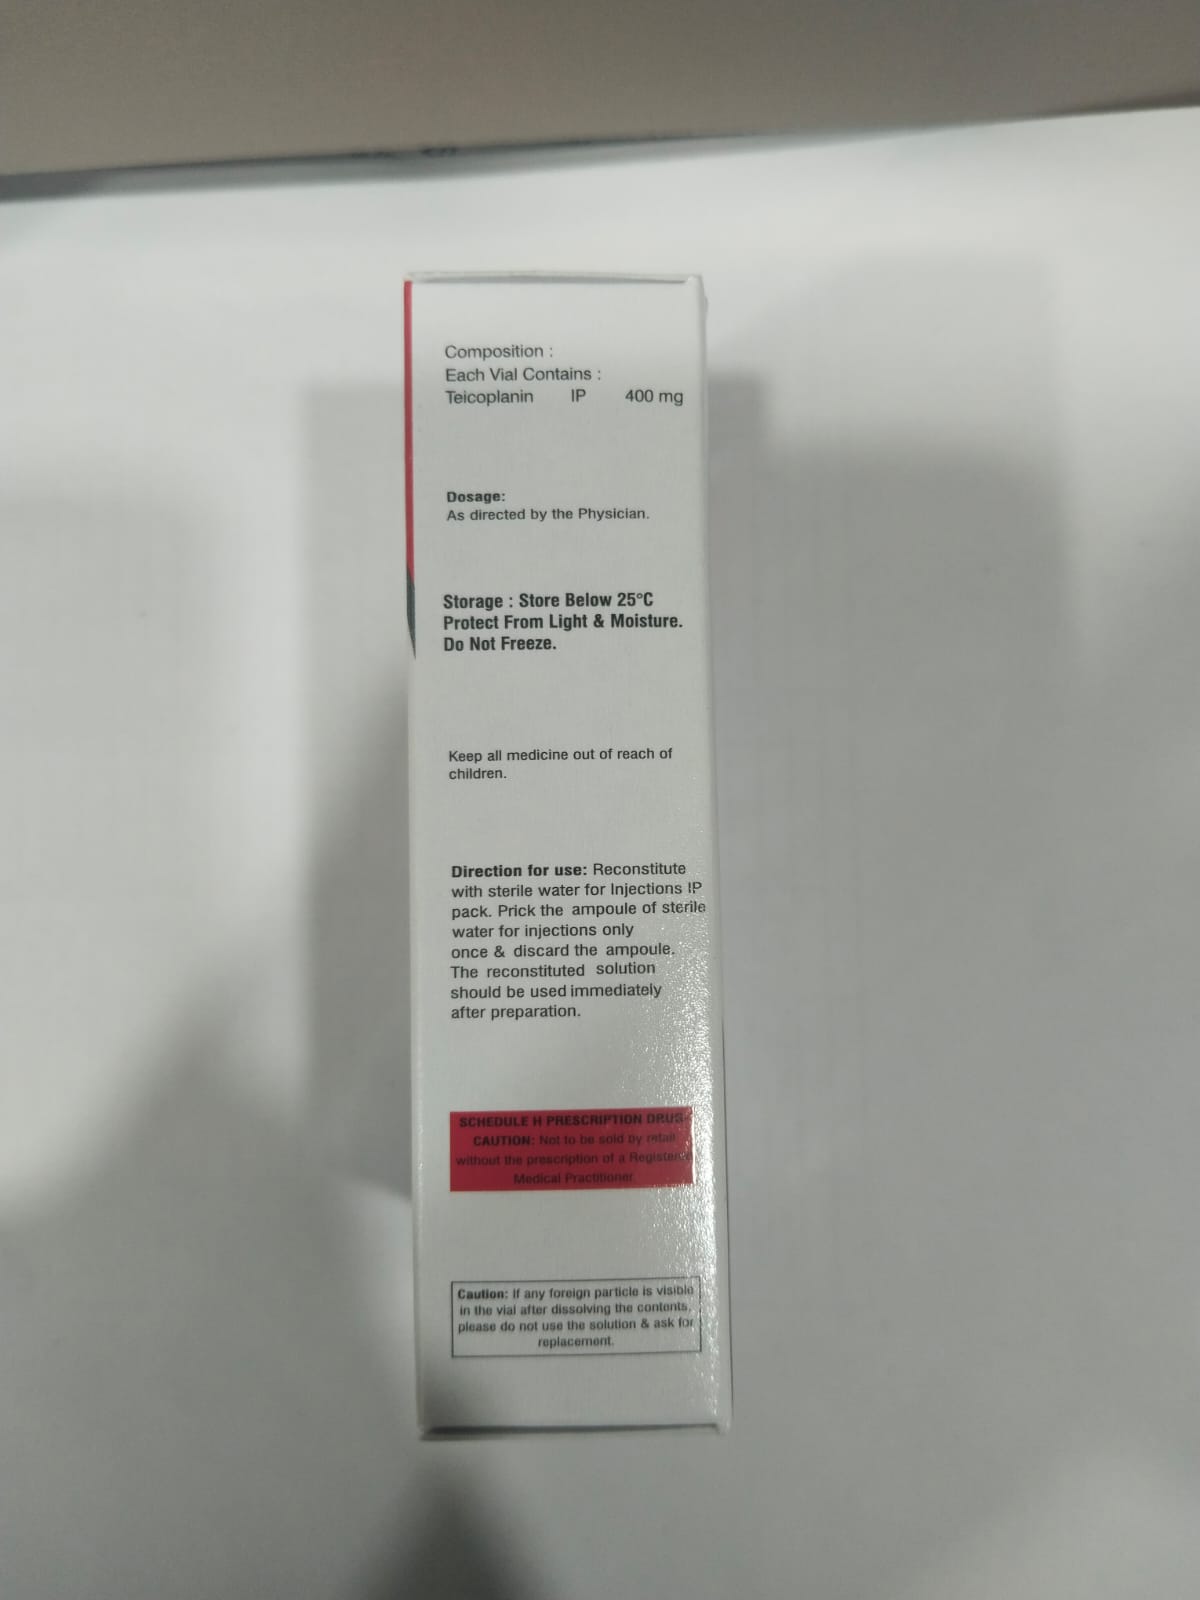 Composition :
Each Vial Contains :
Teicoplanin IP 400 mg
Dosage:
As directed by the Physician.
Storage : Store Below 25°C
Protect From Light & Moisture.
Do Not Freeze.
Keep all medicine out of reach of
children.
Direction for use: Reconstitute
with sterile water for Injections IP
pack. Prick the ampoule of sterile
water for injections only
once & discard the ampoule.
The reconstituted solution
should be used immediately
after preparation.
SCHEDULE H PRESCRIPTION DRUG
CAUTION: Not to be sold by retail
without the prescription of a Registered
Medical Practitioner
Caution: If any foreign particle is visible
in the vial after dissolving the contents,
please do not use the solution & ask for
replacement.